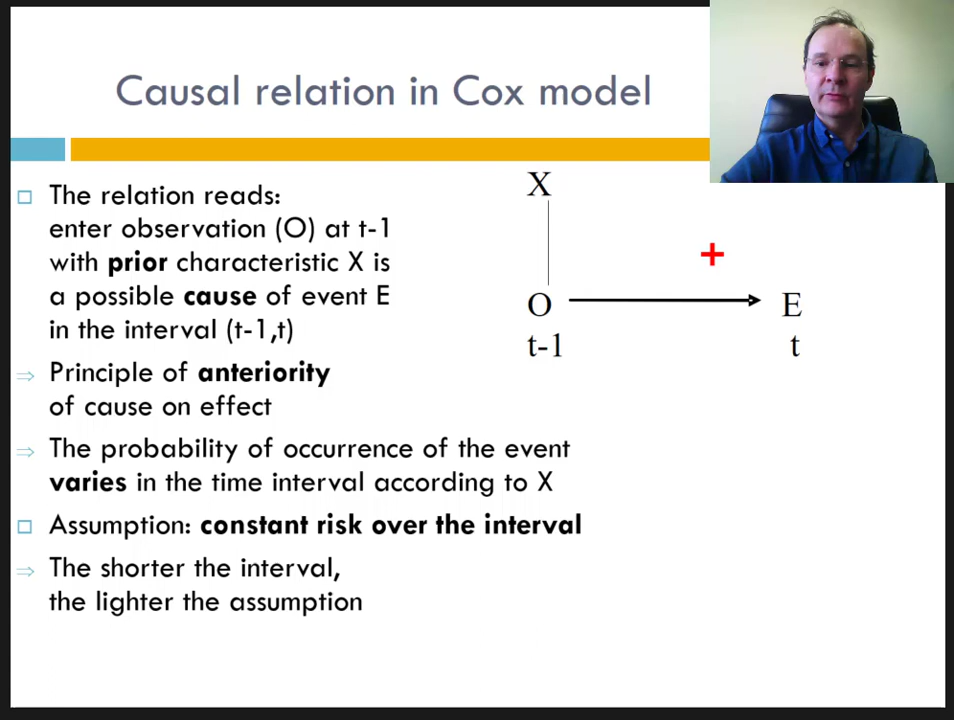 Causal relation in Cox model
The relation reads:
enter observation (O) at t-1
with prior characteristic X is
a possible cause of event E
in the interval (t-1,t)
⇒ Principle of anteriority
of cause on effect
⇒ The probability of occurrence of the event
varies in the time interval according to X
Assumption: constant risk over the interval
⇒ The shorter the interval,
the lighter the assumption
X
+
O E
t-1 t